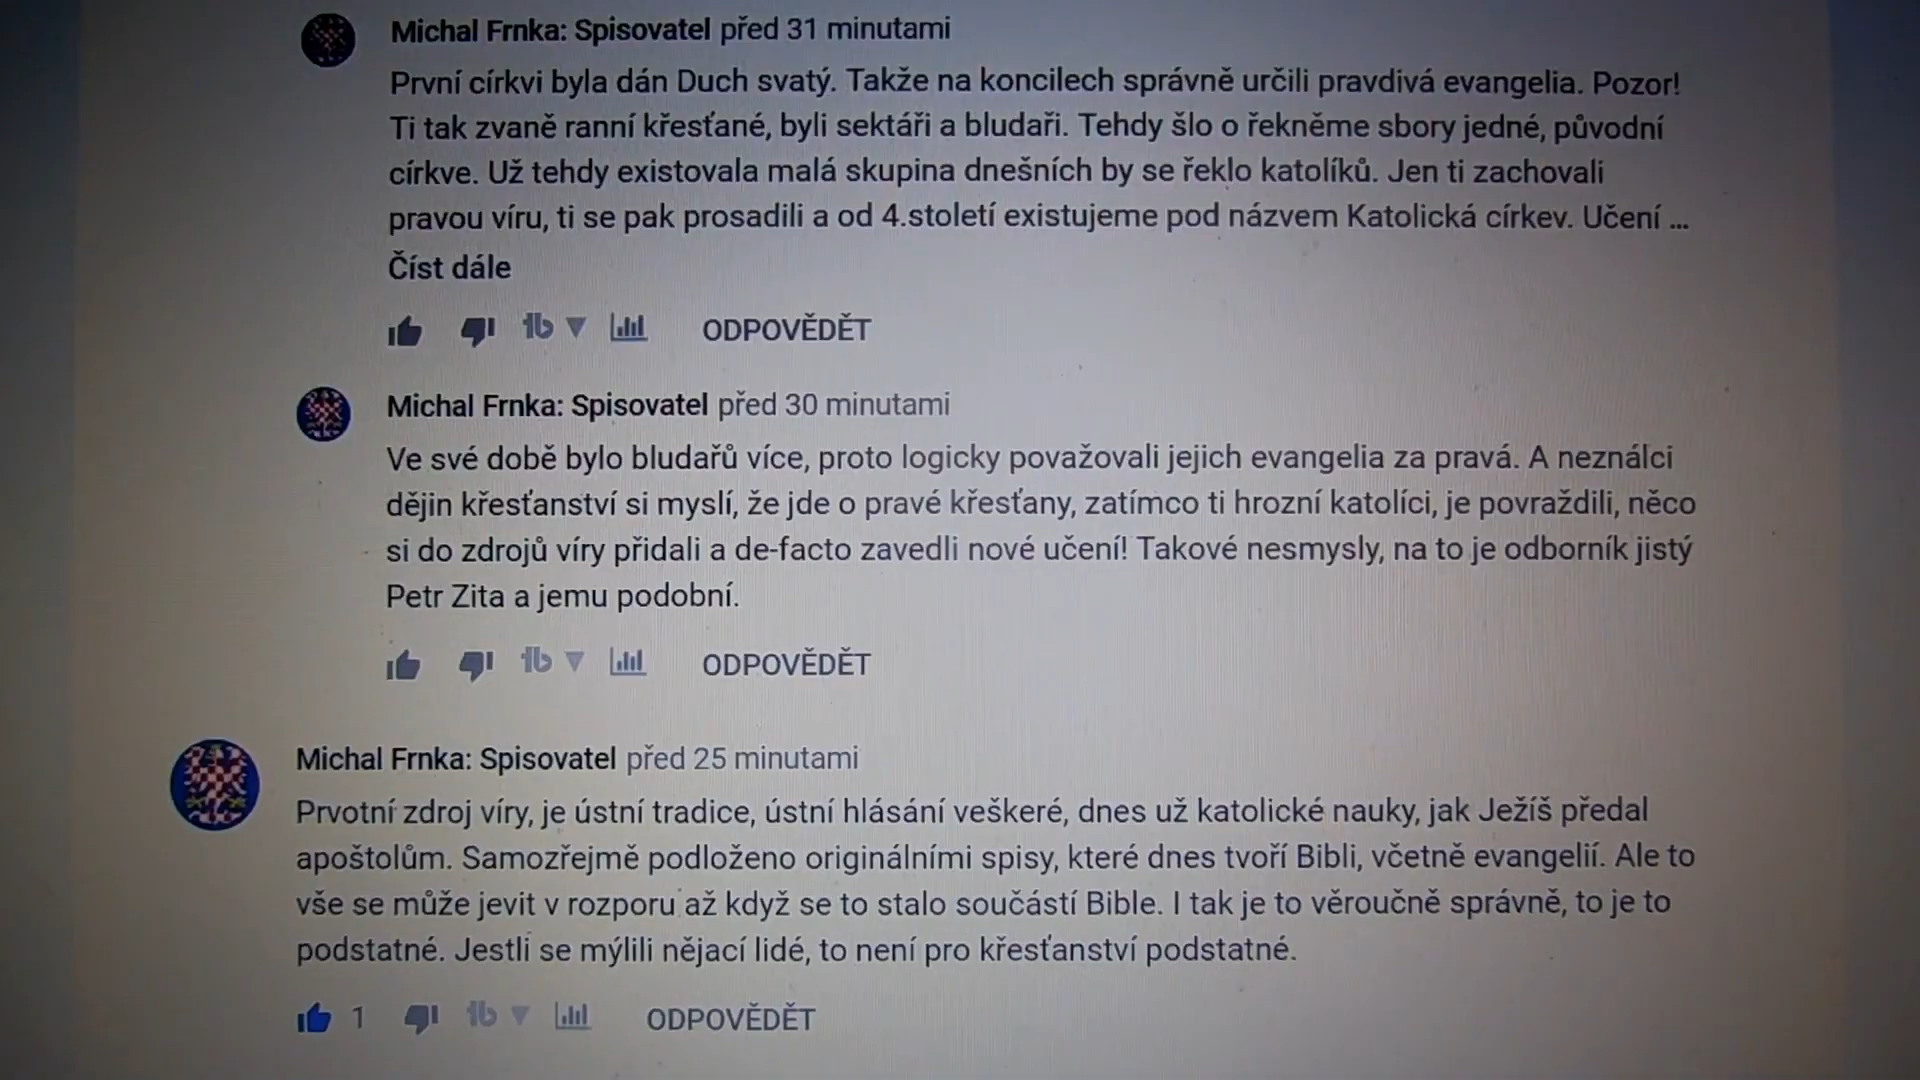 Michal Frnka: Spisovatel před 31 minutami
První církvi byla dán Duch svatý. Takže na koncilech správně určili pravdivá evangelia. Pozor!
Ti tak zvaně ranní křesťané, byli sektáři a bludaři. Tehdy šlo o řekněme sbory jedné, původní
církve. Už tehdy existovala malá skupina dnešních by se řeklo katolíků. Jen ti zachovali
pravou víru, ti se pak prosadili a od 4.století existujeme pod názvem Katolická církev. Učení ...
Číst dále
ODPOVĚDĚT
Michal Frnka: Spisovatel před 30 minutami
Ve své době bylo bludařů více, proto logicky považovali jejich evangelia za pravá. A neználci
dějin křesťanství si myslí, že jde o pravé křesťany, zatímco ti hrozní katolíci, je povraždili, něco
si do zdrojů víry přidali a de-facto zavedli nové učení! Takové nesmysly, na to je odborník jistý
Petr Zita a jemu podobní.
ODPOVĚDĚT
Michal Frnka: Spisovatel před 25 minutami
Prvotní zdroj víry, je ústní tradice, ústní hlásání veškeré, dnes už katolické nauky, jak Ježíš předal
apoštolům. Samozřejmě podloženo originálními spisy, které dnes tvoří Bibli, včetně evangelií. Ale to
vše se může jevit v rozporu až když se to stalo součástí Bible. I tak je to věroučně správně, to je to
podstatné. Jestli se mýlili nějací lidé, to není pro křesťanství podstatné.
1 ODPOVĚDĚT